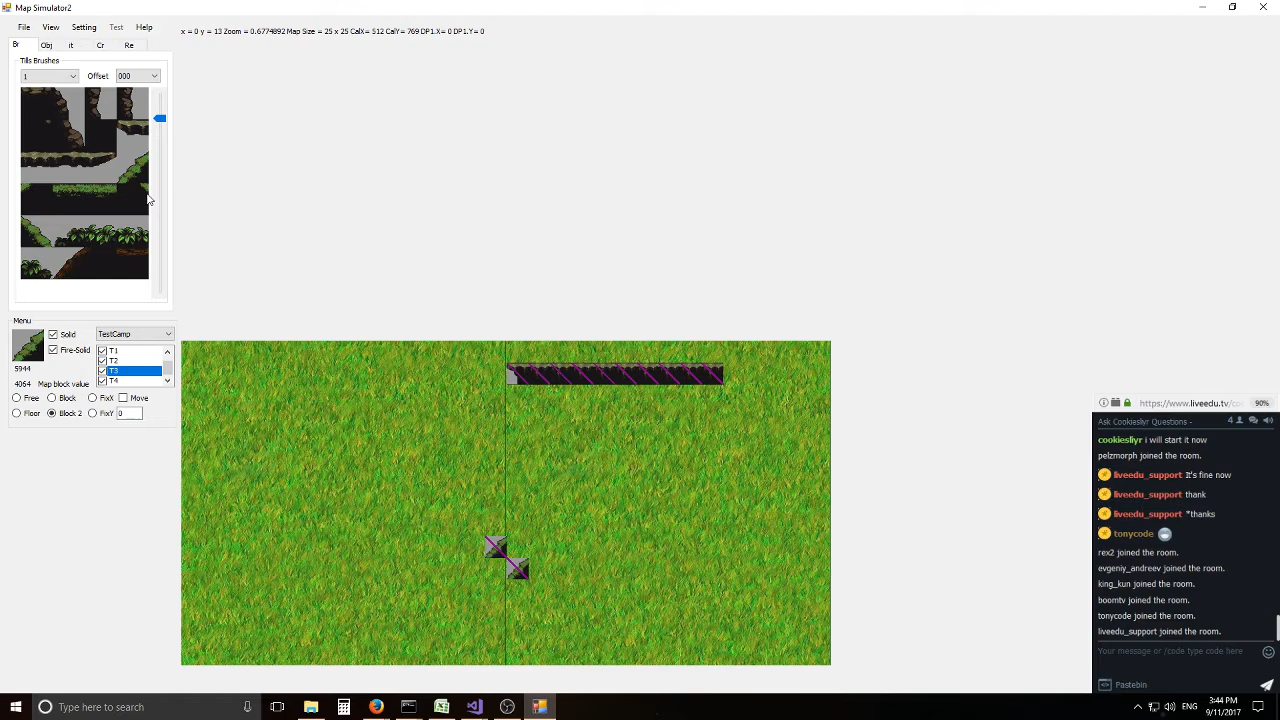 Map Simulator2
File View Setting Test Help
x = 0 y = 13 Zoom = 0.6774892 Map Size = 25 x 25 CalX= 512 CalY= 769 DP1.X= 0 DP1.Y= 0
Br Obj it Cr Re
Tills Brushes
1 Offset 000
Menu
Solid TestCamp
Fire-Solid T1
T2
5944 T3
4064 Map block value T4
Free Block FixX Move
Floor Block 2 FixY 0
https://www.liveedu.tv/co 90%
Ask Cookiesliyr Questions - 4
cookiesliyr i will start it now
pelzmorph joined the room.
liveedu_support It's fine now
liveedu_support thank
liveedu_support *thanks
tonycode
rex2 joined the room.
evgeniy_andreev joined the room.
king_kun joined the room.
boomtv joined the room.
tonycode joined the room.
liveedu_support joined the room.
Your message or /code type code here
Pastebin
Type here to search
ENG
3:44 PM
9/11/2017